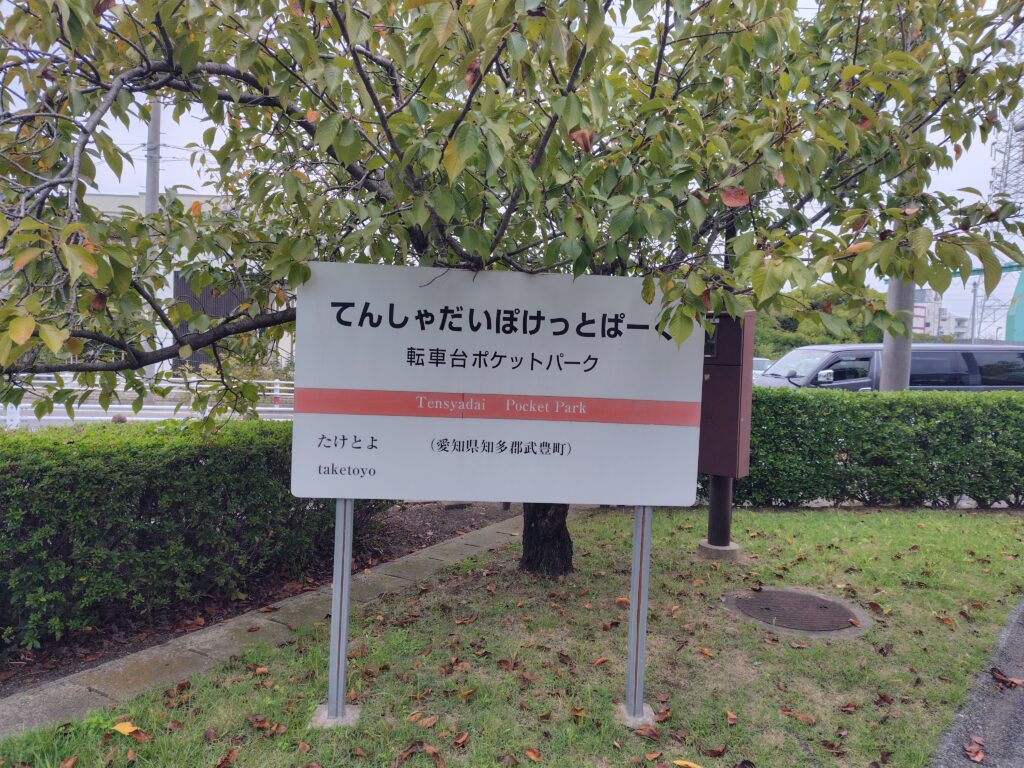 てんしゃだいぽけっとぱーく
転車台ポケットパーク
Tensyadai Pocket Park
たけとよ (愛知県知多郡武豊町)
taketoyo